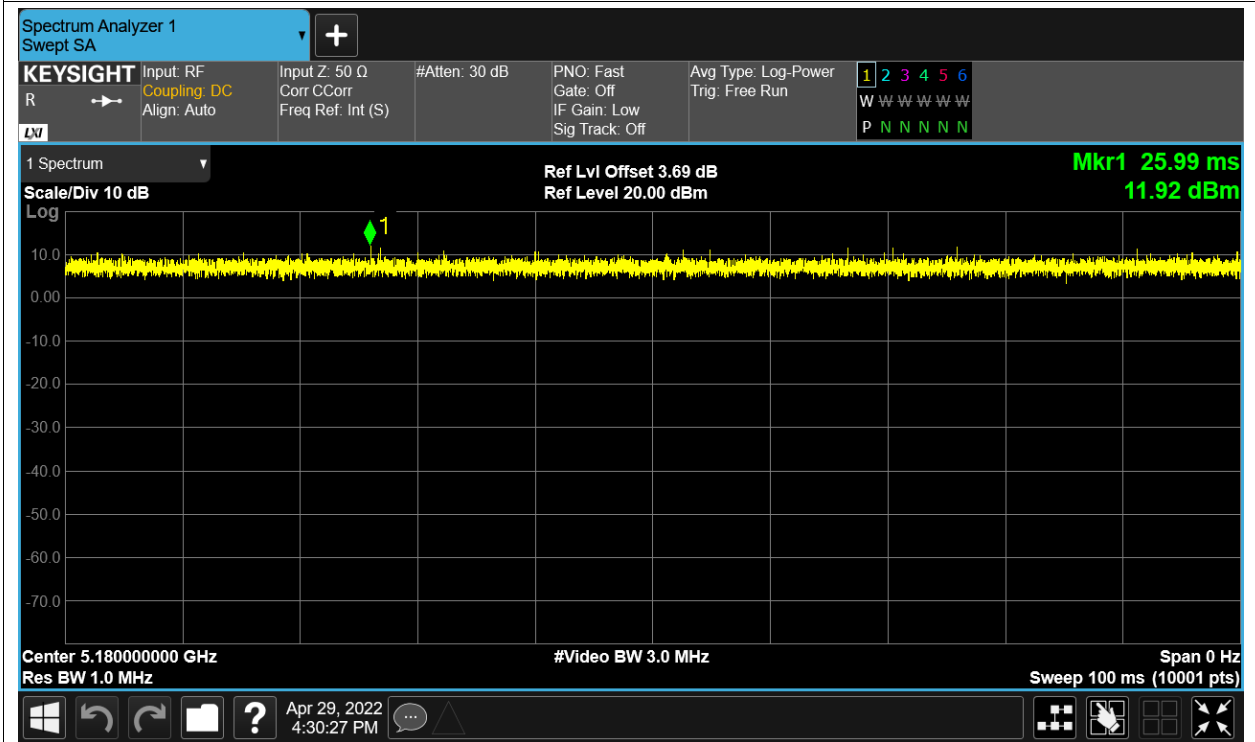 Spectrum Analyzer 1
Swept SA
KEYSIGHT Input: RF Input Z: 50 Ω #Atten: 30 dB PNO: Fast Avg Type: Log-Power 1 2 3 4 5 6
R Coupling: DC Corr CCorr Gate: Off Trig: Free Run W W W W W W
Align: Auto Freq Ref: Int (S) IF Gain: Low P N N N N N
LXI Sig Track: Off
1 Spectrum Ref Lvl Offset 3.69 dB Mkr1 25.99 ms
Scale/Div 10 dB Ref Level 20.00 dBm 11.92 dBm
Log
1
10.0
0.00
-10.0
-20.0
-30.0
-40.0
-50.0
-60.0
-70.0
Center 5.180000000 GHz #Video BW 3.0 MHz Span 0 Hz
Res BW 1.0 MHz Sweep 100 ms (10001 pts)
? Apr 29, 2022
4:30:27 PM